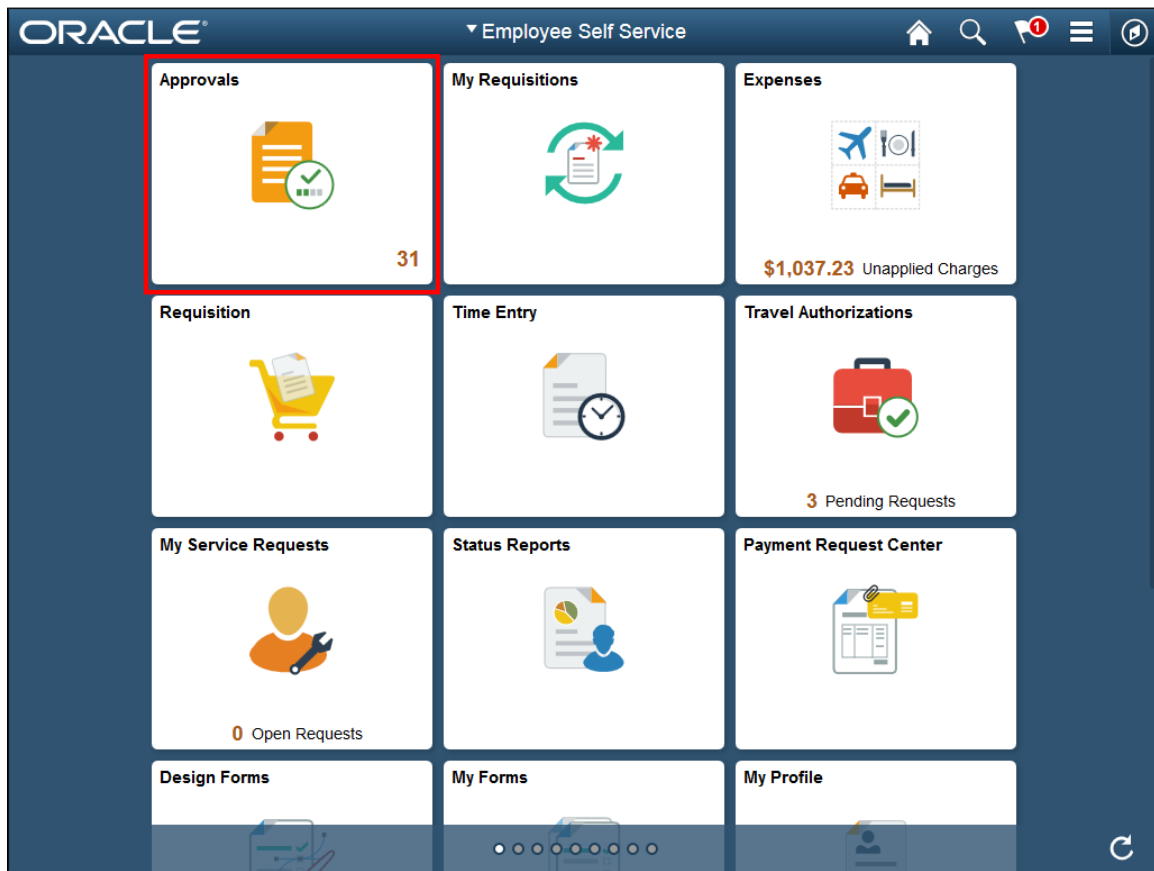 ORACLE®
Employee Self Service
1
Approvals
31
My Requisitions
Expenses
$1,037.23 Unapplied Charges
Requisition
Time Entry
Travel Authorizations
3 Pending Requests
My Service Requests
0 Open Requests
Status Reports
Payment Request Center
Design Forms
My Forms
My Profile